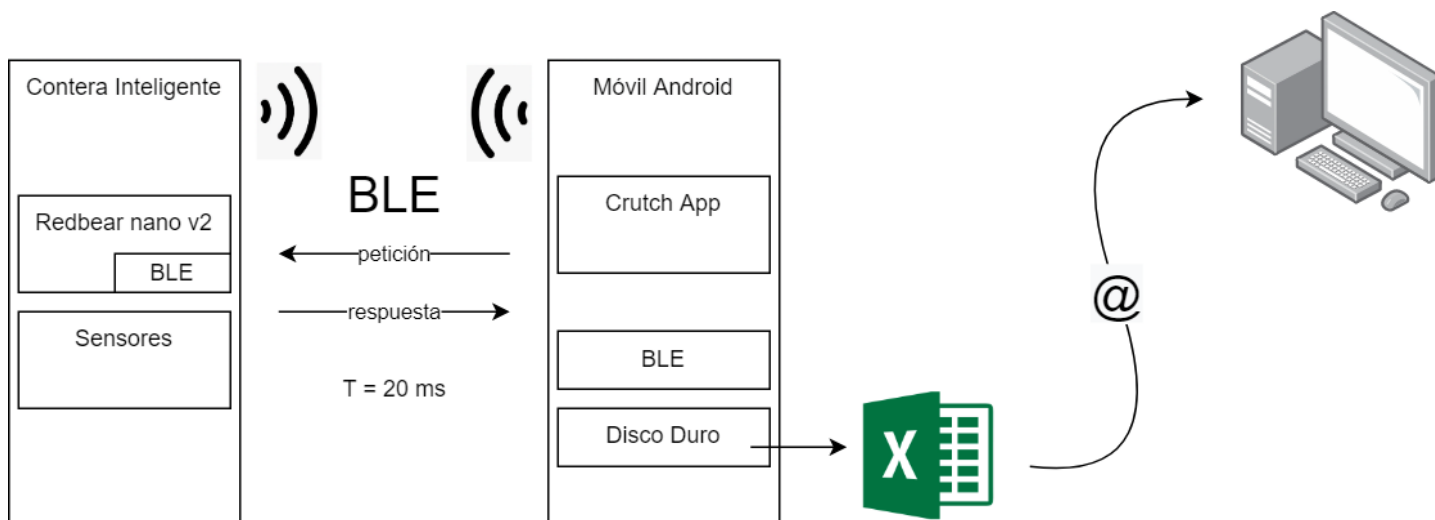 Contera Inteligente
Redbear nano v2
BLE
Sensores
BLE
petición
respuesta
T = 20 ms
Móvil Android
Crutch App
BLE
Disco Duro
X
@